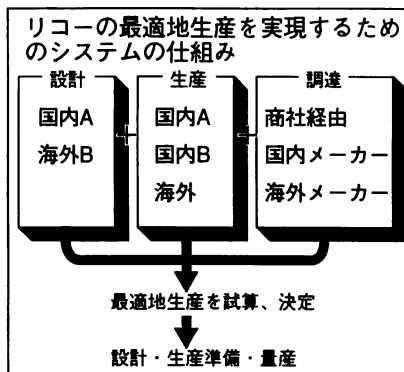 リコーの最適地生産を実現するため
のシステムの仕組み
設計
国内A
海外B
生産
国内A
国内B
海外
調達
商社経由
国内メーカー
海外メーカー
最適地生産を試算、決定
設計・生産準備・量産